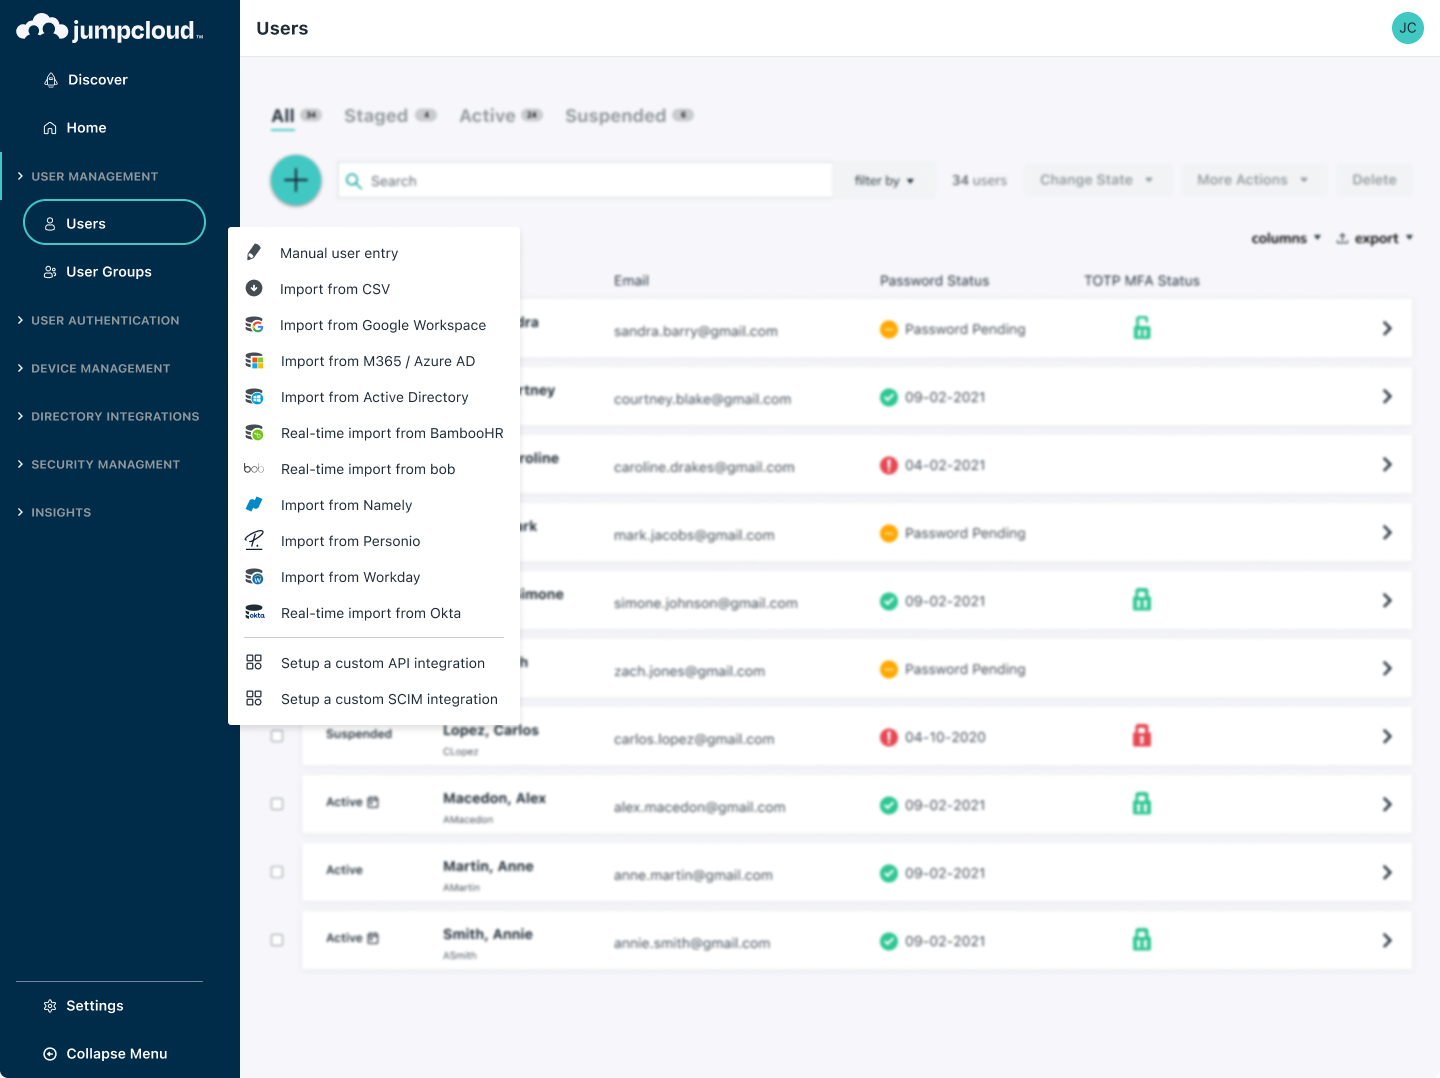 jumpcloud™
Users
JC
Discover
Home
USER MANAGEMENT
Users
User Groups
USER AUTHENTICATION
DEVICE MANAGEMENT
DIRECTORY INTEGRATIONS
SECURITY MANAGMENT
INSIGHTS
Settings
Collapse Menu
All 34 Staged 4 Active 24 Suspended 6
Search
filter by
34 users
Change State
More Actions
Delete
columns
export
Manual user entry
Import from CSV
Import from Google Workspace
Import from M365 / Azure AD
Import from Active Directory
Real-time import from BambooHR
bob Real-time import from bob
Import from Namely
Import from Personio
Import from Workday
okta Real-time import from Okta
Setup a custom API integration
Setup a custom SCIM integration
Email Password Status TOTP MFA Status
sandra.barry@gmail.com Password Pending
courtney.blake@gmail.com 09-02-2021
caroline.drakes@gmail.com 04-02-2021
mark.jacobs@gmail.com Password Pending
simone.johnson@gmail.com 09-02-2021
zach.jones@gmail.com Password Pending
Suspended Lopez, Carlos carlos.lopez@gmail.com 04-10-2020
CLopez
Active Macedon, Alex alex.macedon@gmail.com 09-02-2021
AMacedon
Active Martin, Anne anne.martin@gmail.com 09-02-2021
AMartin
Active Smith, Annie annie.smith@gmail.com 09-02-2021
ASmith